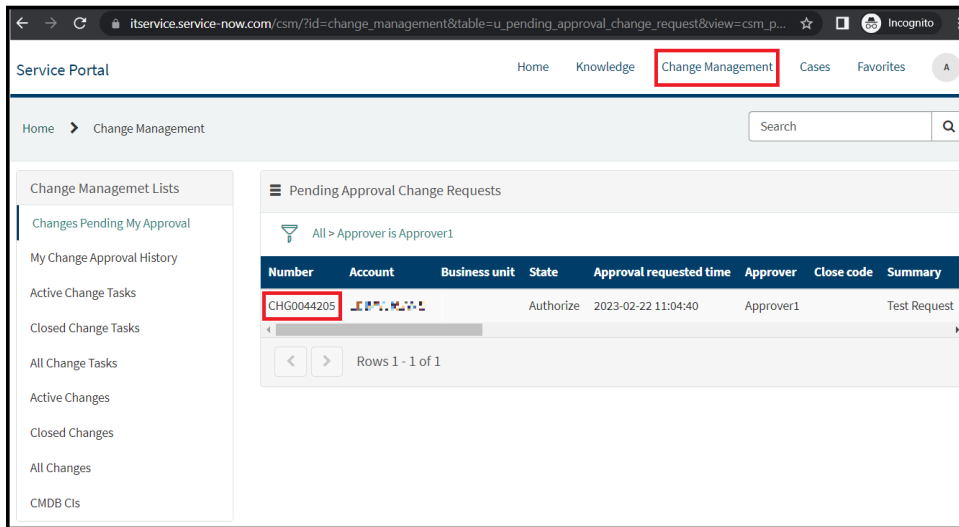 itservice.service-now.com/csm/?id=change_management&table=u_pending_approval_change_request&view=csm_p... Incognito
Service Portal Home Knowledge Change Management Cases Favorites A
Home > Change Management Search
Change Managemet Lists
Changes Pending My Approval
My Change Approval History
Active Change Tasks
Closed Change Tasks
All Change Tasks
Active Changes
Closed Changes
All Changes
CMDB CIs
Pending Approval Change Requests
All > Approver is Approver1
Number Account Business unit State Approval requested time Approver Close code Summary
CHG0044205 Authorize 2023-02-22 11:04:40 Approver1 Test Request
Rows 1 - 1 of 1